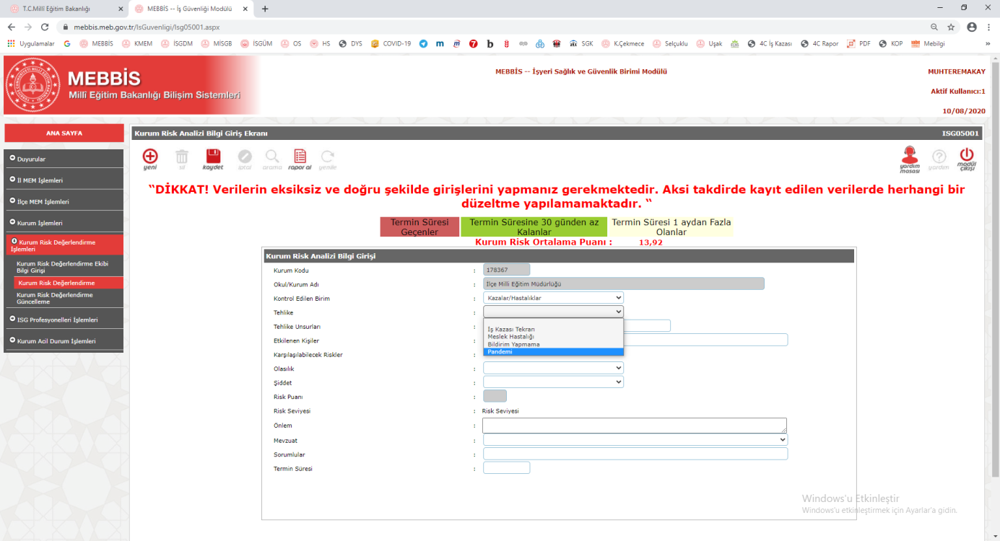 T.C.Millî Eğitim Bakanlığı
MEBBİS -- İş Güvenliği Modülü
mebbis.meb.gov.tr/IsGuvenligi/Isg05001.aspx
Uygulamalar
MEBBİS
KMEM
İSGDM
MİSGB
İSGÜM
OS
HS
DYS
COVID-19
SGK
K.Çekmece
Selçuklu
Uşak
4C İş Kazası
4C Rapor
PDF
KOP
Mebilgi
»
MEBBİS
Millî Eğitim Bakanlığı Bilişim Sistemleri
MEBBİS -- İşyeri Sağlık ve Güvenlik Birimi Modülü
MUHTEREMAKAY
Aktif Kullanıcı:1
10/08/2020
ANA SAYFA
Duyurular
İl MEM İşlemleri
İlçe MEM İşlemleri
Kurum İşlemleri
Kurum Risk Değerlendirme
İşlemleri
Kurum Risk Değerlendirme Ekibi
Bilgi Girişi
Kurum Risk Değerlendirme
Kurum Risk Değerlendirme
Güncelleme
ISG Profesyonelleri İşlemleri
Kurum Acil Durum İşlemleri
Kurum Risk Analizi Bilgi Giriş Ekranı
ISG05001
yeni
sil
kaydet
iptal
arama
rapor al
yenile
yardım
masası
yardım
modül
çıkışı
"DİKKAT! Verilerin eksiksiz ve doğru şekilde girişlerini yapmanız gerekmektedir. Aksi takdirde kayıt edilen verilerde herhangi bir
düzeltme yapılamamaktadır. "
Termin Süresi
Geçenler
Termin Süresine 30 günden az
Kalanlar
Termin Süresi 1 aydan Fazla
Olanlar
Kurum Risk Ortalama Puanı : 13,92
Kurum Risk Analizi Bilgi Girişi
Kurum Kodu : 178367
Okul/Kurum Adı : İlçe Milli Eğitim Müdürlüğü
Kontrol Edilen Birim : Kazalar/Hastalıklar
Tehlike :
İş Kazası Tekrarı
Meslek Hastalığı
Bildirim Yapmama
Pandemi
Tehlike Unsurları :
Etkilenen Kişiler :
Karşılaşılabilecek Riskler :
Olasılık :
Şiddet :
Risk Puanı :
Risk Seviyesi : Risk Seviyesi
Önlem :
Mevzuat :
Sorumlular :
Termin Süresi :
Windows'u Etkinleştir
Windows'u etkinleştirmek için Ayarlar'a gidin.